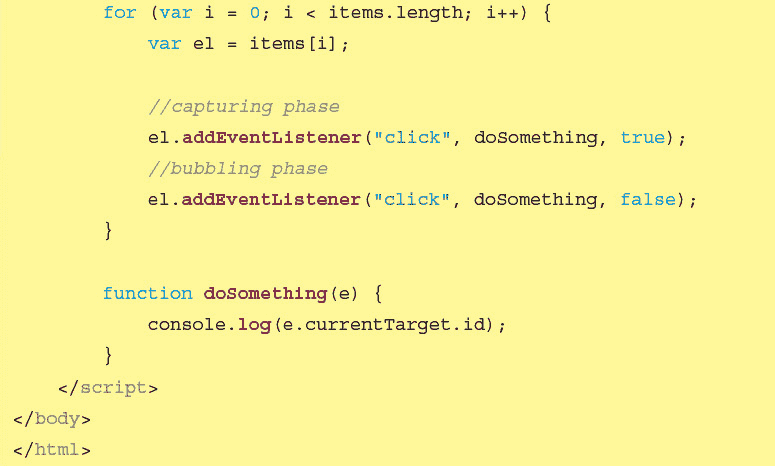 for (var i = 0; i < items.length; i++) {
var el = items[i];
//capturing phase
el.addEventListener("click", doSomething, true);
//bubbling phase
el.addEventListener("click", doSomething, false);
}
function doSomething(e) {
console.log(e.currentTarget.id);
}
</script>
</body>
</html>